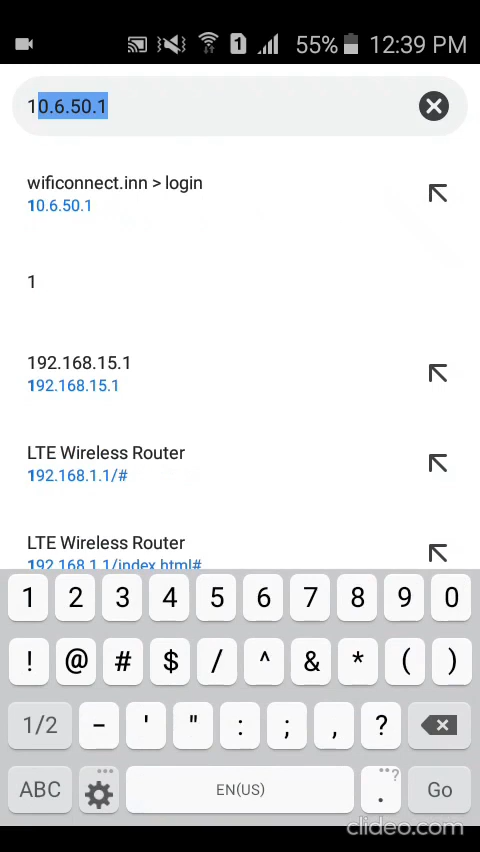 1
55%
12:39 PM
10.6.50.1
wificonnect.inn > login
10.6.50.1
1
192.168.15.1
192.168.15.1
LTE Wireless Router
192.168.1.1/#
LTE Wireless Router
192.168.1.1/index.html#
1 2 3 4 5 6 7 8 9 0
! @ # $ / ^ & * ( )
1/2 - ' " : ; , ?
ABC EN(US) . ? Go
clideo.com